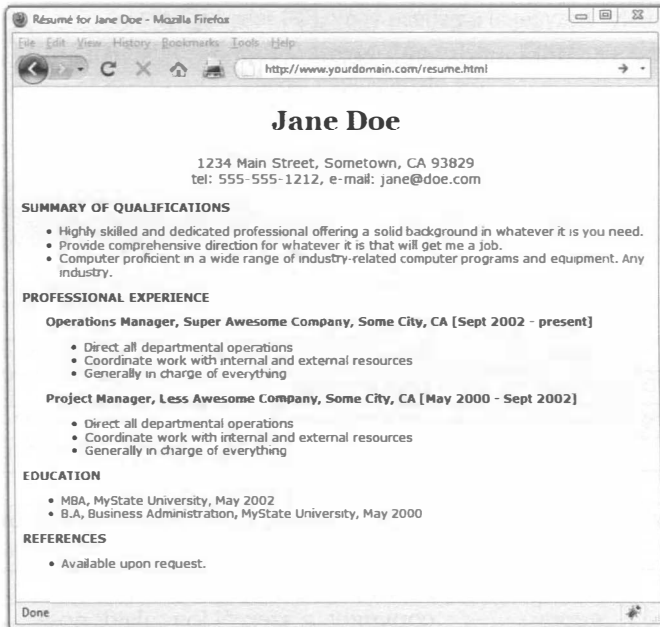 Résumé for Jane Doe - Mozilla Firefox
File Edit View History Bookmarks Tools Help
http://www.yourdomain.com/resume.html
Jane Doe
1234 Main Street, Sometown, CA 93829
tel: 555-555-1212, e-mail: jane@doe.com
SUMMARY OF QUALIFICATIONS
• Highly skilled and dedicated professional offering a solid background in whatever it is you need.
• Provide comprehensive direction for whatever it is that will get me a job.
• Computer proficient in a wide range of industry-related computer programs and equipment. Any
industry.
PROFESSIONAL EXPERIENCE
Operations Manager, Super Awesome Company, Some City, CA [Sept 2002 - present]
• Direct all departmental operations
• Coordinate work with internal and external resources
• Generally in charge of everything
Project Manager, Less Awesome Company, Some City, CA [May 2000 - Sept 2002]
• Direct all departmental operations
• Coordinate work with internal and external resources
• Generally in charge of everything
EDUCATION
• MBA, MyState University, May 2002
• B.A, Business Administration, MyState University, May 2000
REFERENCES
• Available upon request.
Done